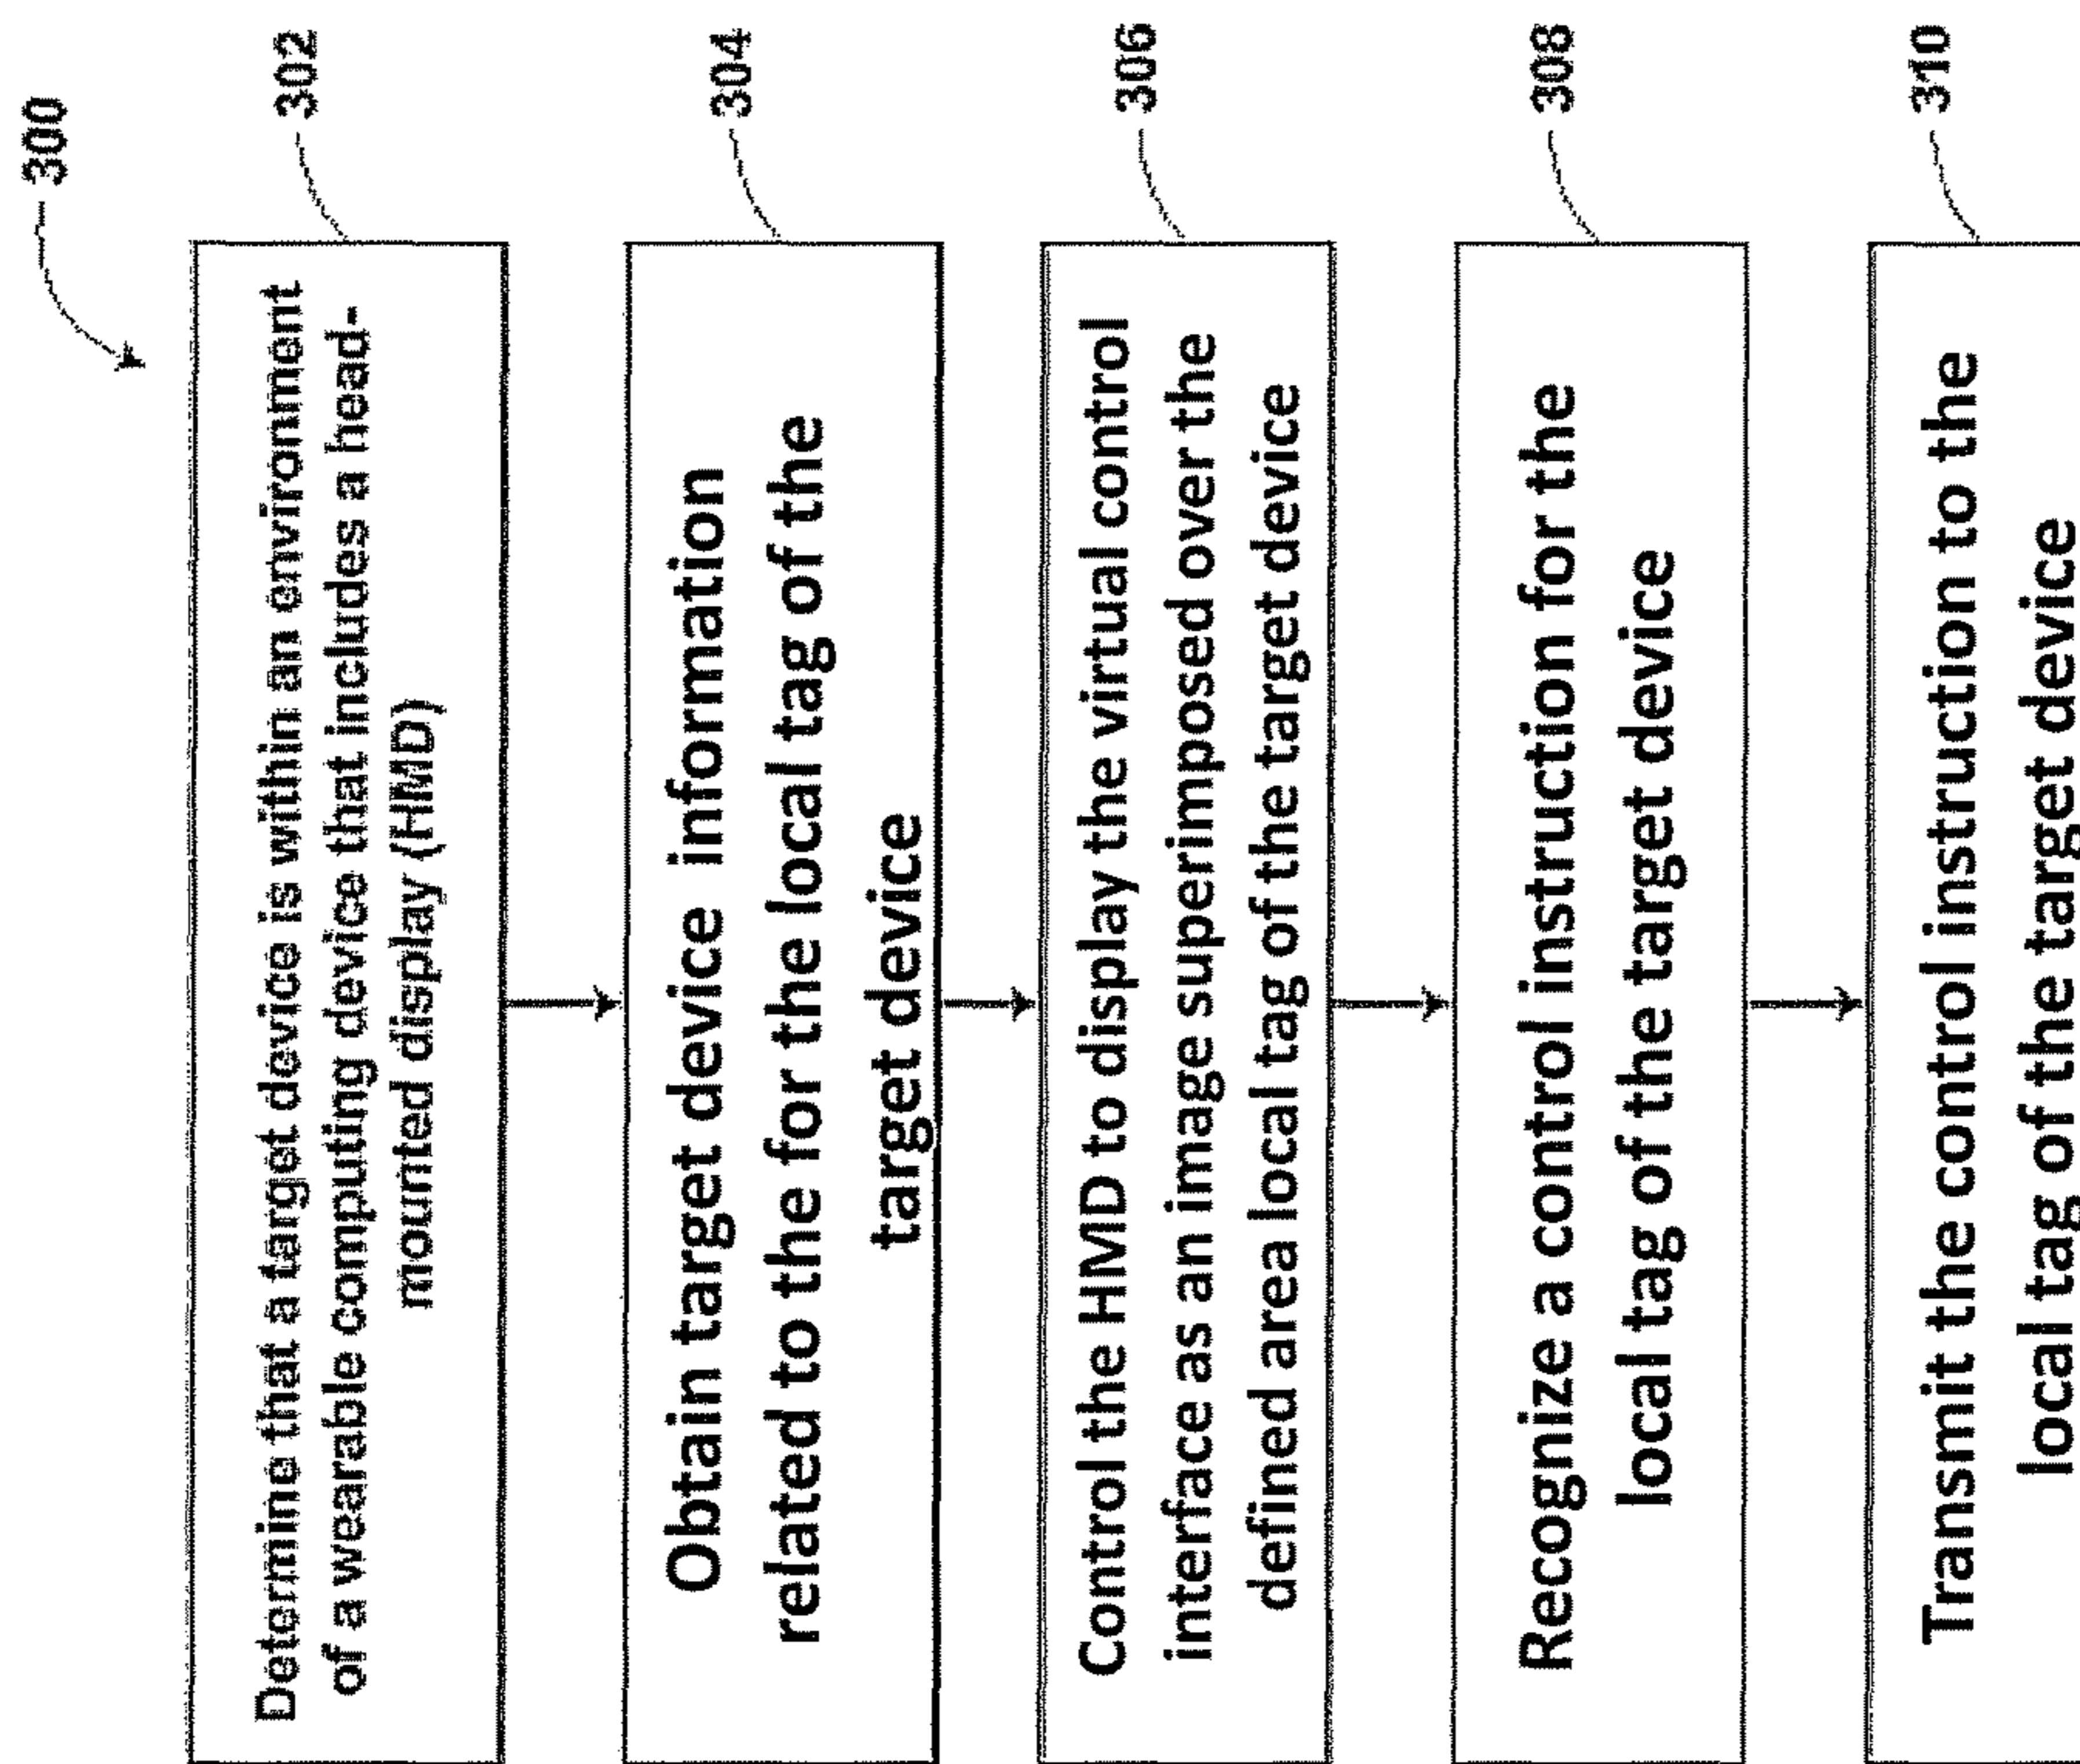 300
302
Determine that a target device is within an environment
of a wearable computing device that includes a head-
mounted display (HMD)
304
Obtain target device information
related to the for the local tag of the
target device
306
Control the HMD to display the virtual control
interface as an image superimposed over the
defined area local tag of the target device
308
Recognize a control instruction for the
local tag of the target device
310
Transmit the control instruction to the
local tag of the target device